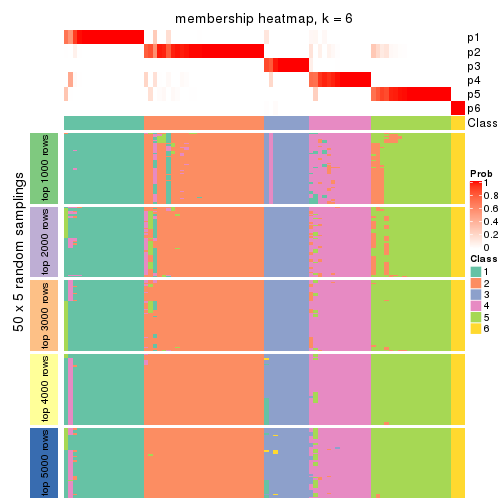 membership heatmap, k = 6
p1
p2
p3
p4
p5
p6
Class
50 x 5 random samplings
top 1000 rows
top 2000 rows
top 3000 rows
top 4000 rows
top 5000 rows
Prob
1
0.8
0.6
0.4
0.2
0
Class
1
2
3
4
5
6